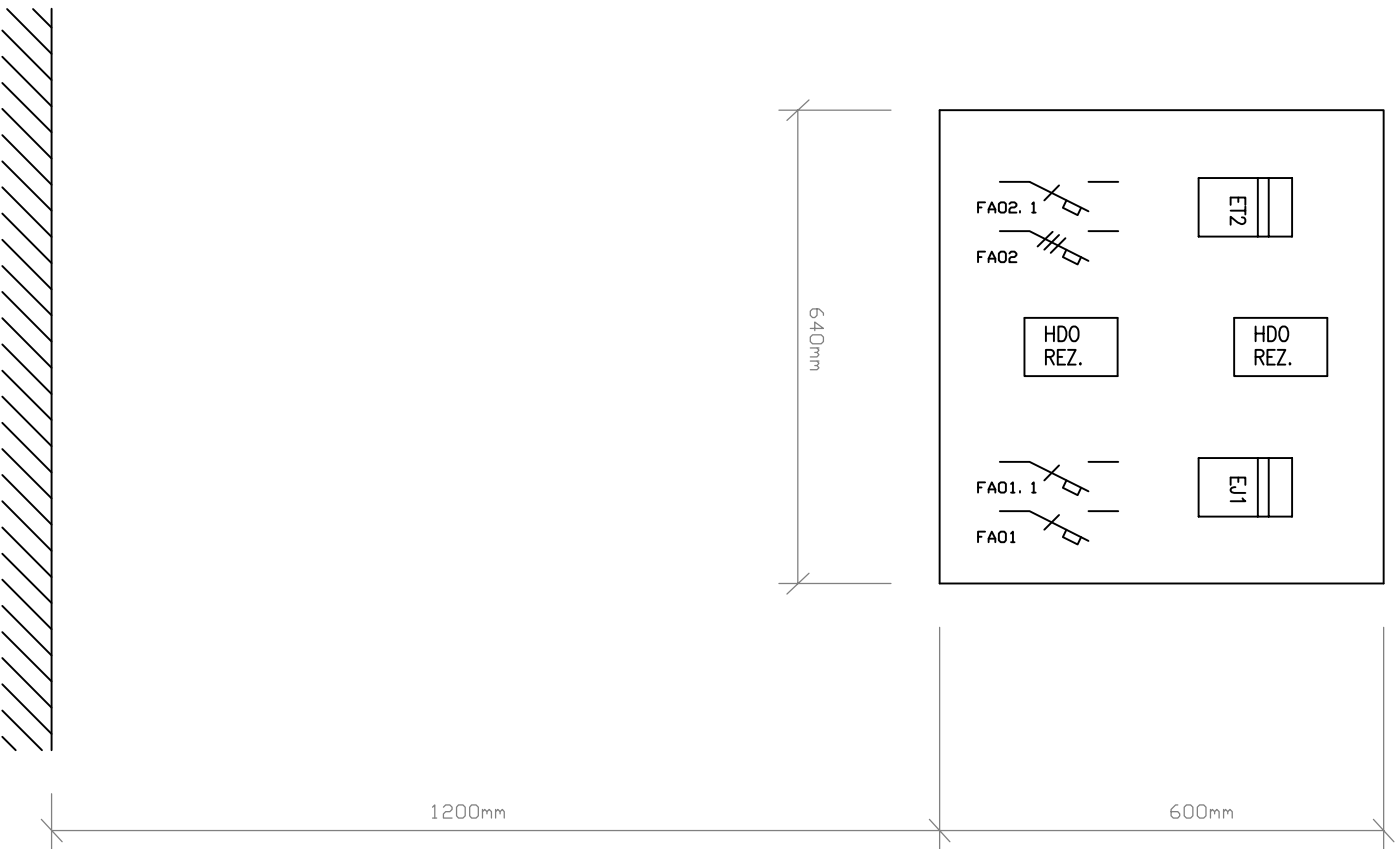 FA02.1
ET2
FA02
640mm
HDO
REZ.
HDO
REZ.
FA01.1
EJ1
FA01
1200mm
600mm